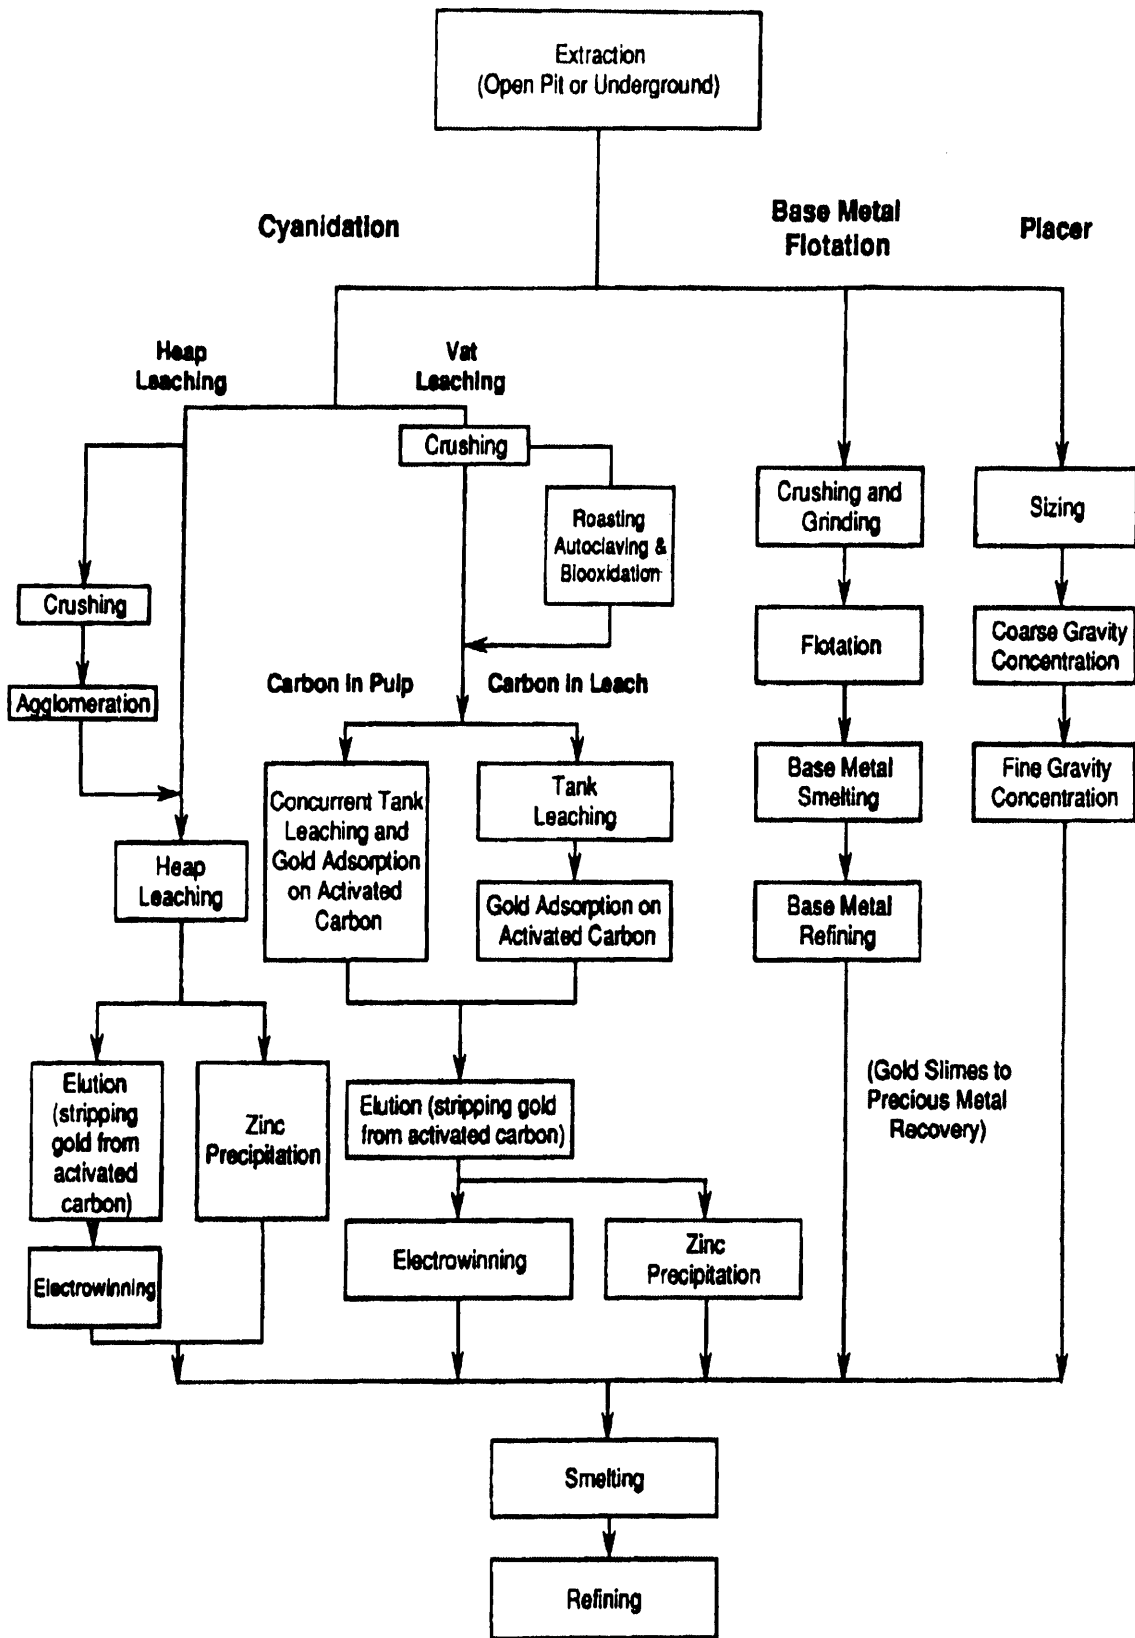 Extraction
(Open Pit or Underground)
Cyanidation
Base Metal
Flotation
Placer
Heap
Leaching
Vat
Leaching
Crushing
Roasting
Autoclaving &
Biooxidation
Crushing and
Grinding
Sizing
Crushing
Agglomeration
Flotation
Coarse Gravity
Concentration
Carbon in Pulp
Carbon in Leach
Concurrent Tank
Leaching and
Gold Adsorption
on Activated
Carbon
Tank
Leaching
Base Metal
Smelting
Fine Gravity
Concentration
Heap
Leaching
Gold Adsorption on
Activated Carbon
Base Metal
Refining
Elution
(stripping
gold from
activated
carbon)
Zinc
Precipitation
Elution (stripping gold
from activated carbon)
(Gold Slimes to
Precious Metal
Recovery)
Electrowinning
Electrowinning
Zinc
Precipitation
Smelting
Refining